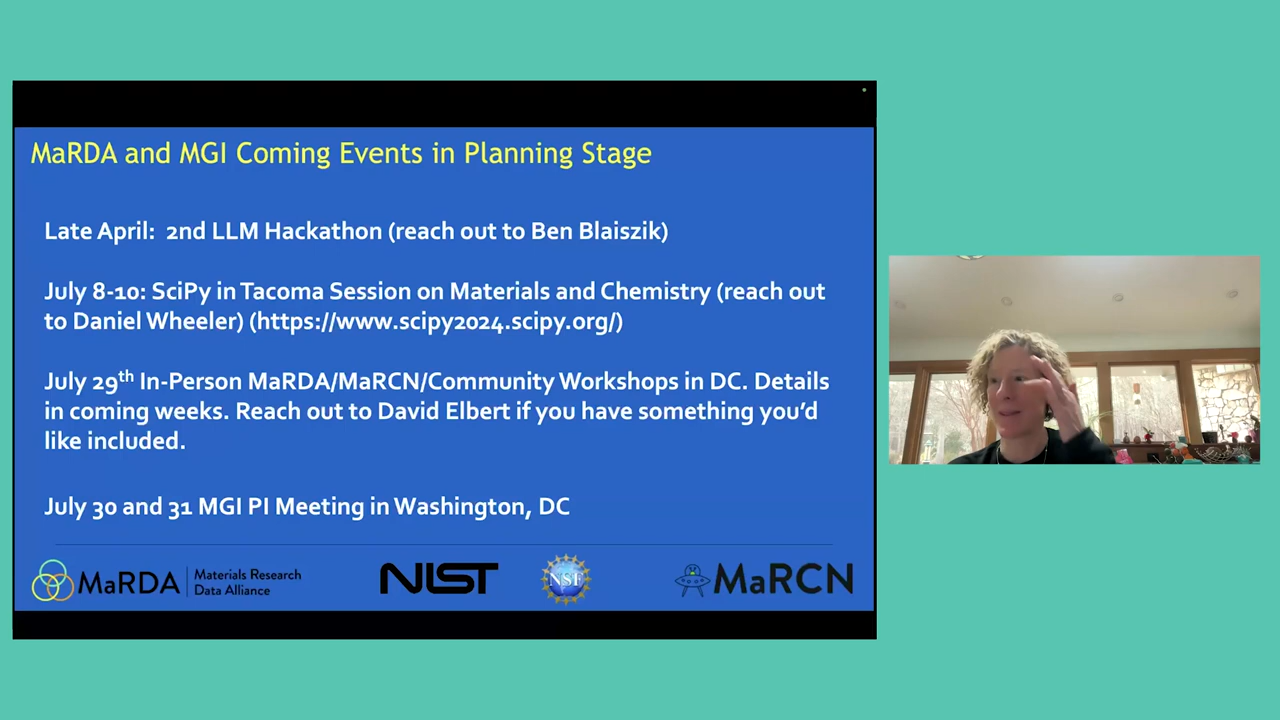 MaRDA and MGI Coming Events in Planning Stage
Late April: 2nd LLM Hackathon (reach out to Ben Blaiszik)
July 8-10: SciPy in Tacoma Session on Materials and Chemistry (reach out
to Daniel Wheeler) (https://www.scipy2024.scipy.org/)
July 29th In-Person MaRDA/MaRCN/Community Workshops in DC. Details
in coming weeks. Reach out to David Elbert if you have something you'd
like included.
July 30 and 31 MGI PI Meeting in Washington, DC
MaRDA
Materials Research
Data Alliance
NIST
NSF
MaRCN